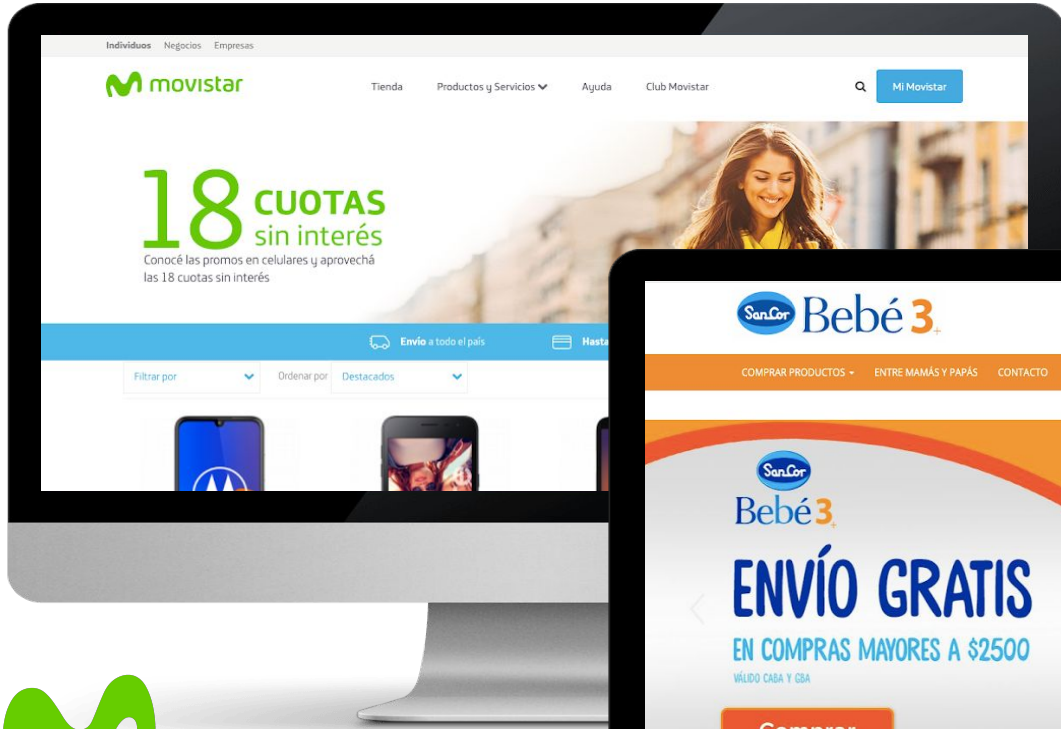 Individuos Negocios Empresas
movistar
Tienda Productos y Servicios Ayuda Club Movistar Mi Movistar
18 CUOTAS
sin interés
Conocé las promos en celulares y aprovechá
las 18 cuotas sin interés
Envío a todo el país Hasta
Filtrar por Ordenar por Destacados
SanCor Bebé 3+
COMPRAR PRODUCTOS ENTRE MAMÁS Y PAPÁS CONTACTO
SanCor
Bebé 3+
ENVÍO GRATIS
EN COMPRAS MAYORES A $2500
VÁLIDO CABA Y GBA
Comprar